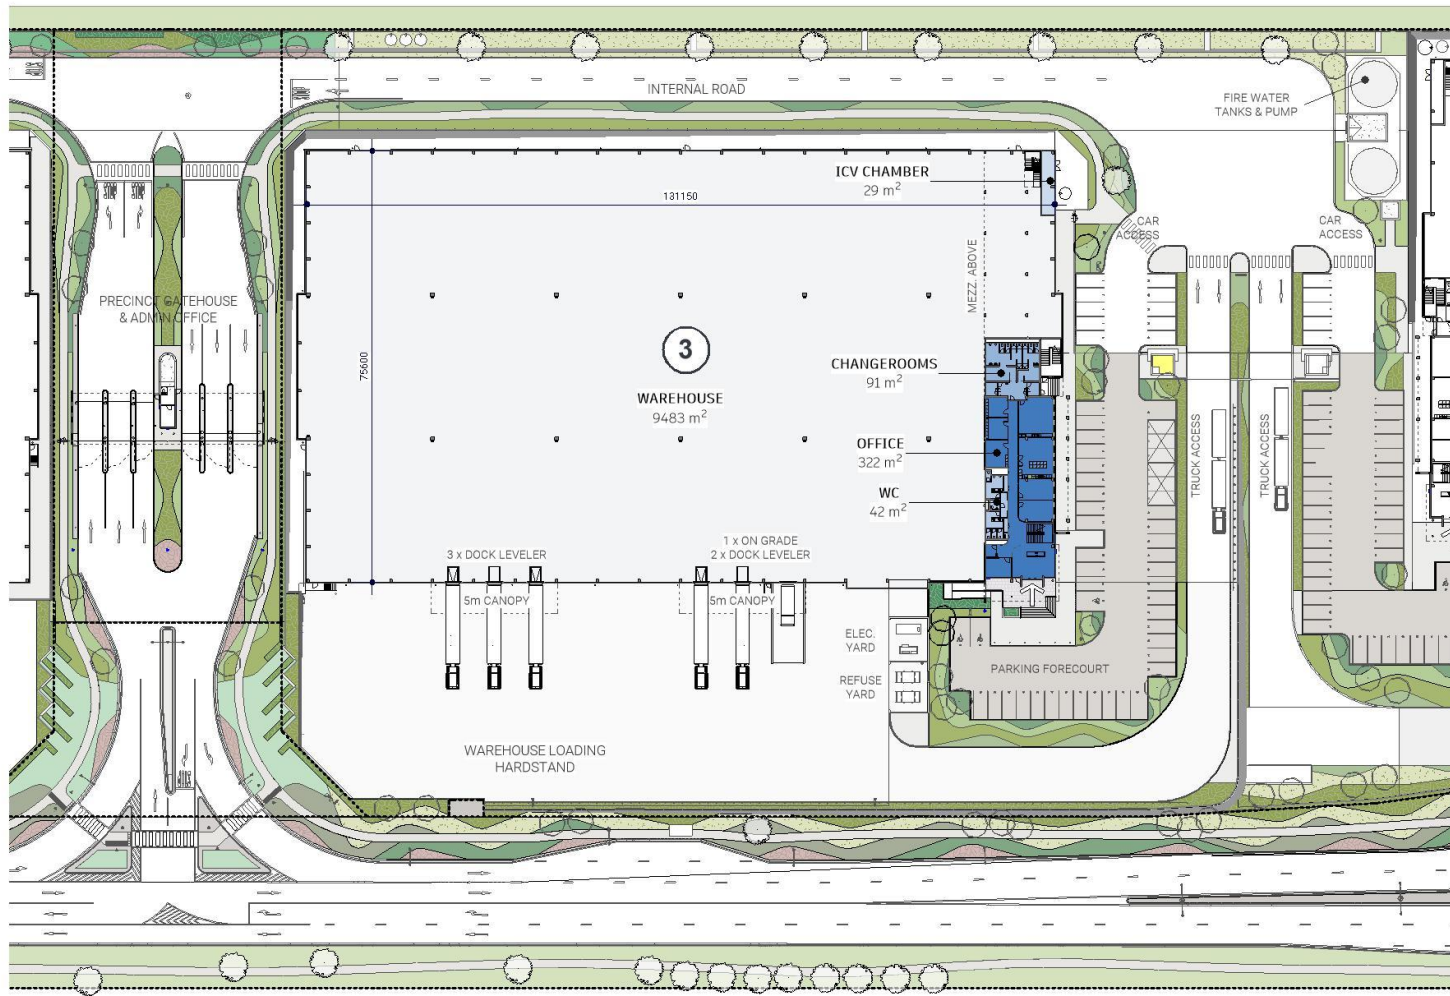 INTERNAL ROAD
FIRE WATER
TANKS & PUMP
ICV CHAMBER
29 m²
131150
CAR
ACCESS
CAR
ACCESS
MEZZ. ABOVE
PRECINCT GATEHOUSE
& ADMIN OFFICE
3
75600
CHANGEROOMS
91 m²
WAREHOUSE
9483 m²
OFFICE
322 m²
TRUCK ACCESS
TRUCK ACCESS
WC
42 m²
3 x DOCK LEVELER
1 x ON GRADE
2 x DOCK LEVELER
5m CANOPY
5m CANOPY
ELEC.
YARD
PARKING FORECOURT
REFUSE
YARD
WAREHOUSE LOADING
HARDSTAND